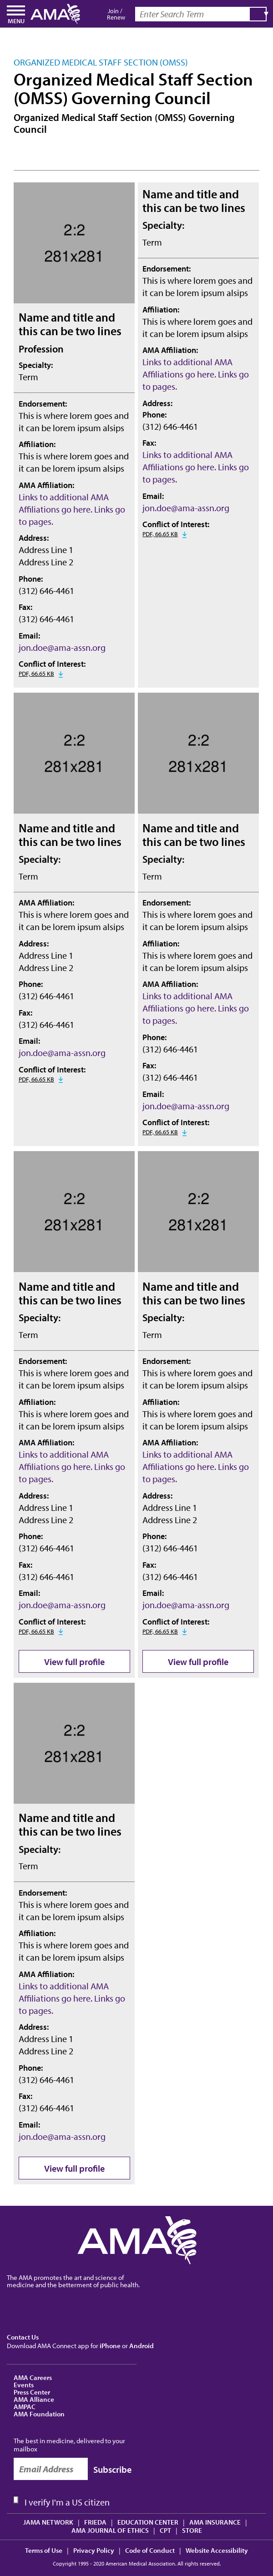 MENU
AMA
Join /
Renew
Enter Search Term
ORGANIZED MEDICAL STAFF SECTION (OMSS)
Organized Medical Staff Section
(OMSS) Governing Council
Organized Medical Staff Section (OMSS) Governing
Council
2:2
281x281
Name and title and
this can be two lines
Profession
Specialty:
Term
Endorsement:
This is where lorem goes and
it can be lorem ipsum alsips
Affiliation:
This is where lorem goes and
it can be lorem ipsum alsips
AMA Affiliation:
Links to additional AMA
Affiliations go here. Links go
to pages.
Address:
Address Line 1
Address Line 2
Phone:
(312) 646-4461
Fax:
(312) 646-4461
Email:
jon.doe@ama-assn.org
Conflict of Interest:
PDF, 66.65 KB
Name and title and
this can be two lines
Specialty:
Term
Endorsement:
This is where lorem goes and
it can be lorem ipsum alsips
Affiliation:
This is where lorem goes and
it can be lorem ipsum alsips
AMA Affiliation:
Links to additional AMA
Affiliations go here. Links go
to pages.
Address:
Phone:
(312) 646-4461
Fax:
Links to additional AMA
Affiliations go here. Links go
to pages.
Email:
jon.doe@ama-assn.org
Conflict of Interest:
PDF, 66.65 KB
2:2
281x281
Name and title and
this can be two lines
Specialty:
Term
AMA Affiliation:
This is where lorem goes and
it can be lorem ipsum alsips
Address:
Address Line 1
Address Line 2
Phone:
(312) 646-4461
Fax:
(312) 646-4461
Email:
jon.doe@ama-assn.org
Conflict of Interest:
PDF, 66.65 KB
2:2
281x281
Name and title and
this can be two lines
Specialty:
Term
Endorsement:
This is where lorem goes and
it can be lorem ipsum alsips
Affiliation:
This is where lorem goes and
it can be lorem ipsum alsips
AMA Affiliation:
Links to additional AMA
Affiliations go here. Links go
to pages.
Phone:
(312) 646-4461
Fax:
(312) 646-4461
Email:
jon.doe@ama-assn.org
Conflict of Interest:
PDF, 66.65 KB
2:2
281x281
Name and title and
this can be two lines
Specialty:
Term
Endorsement:
This is where lorem goes and
it can be lorem ipsum alsips
Affiliation:
This is where lorem goes and
it can be lorem ipsum alsips
AMA Affiliation:
Links to additional AMA
Affiliations go here. Links go
to pages.
Address:
Address Line 1
Address Line 2
Phone:
(312) 646-4461
Fax:
(312) 646-4461
Email:
jon.doe@ama-assn.org
Conflict of Interest:
PDF, 66.65 KB
View full profile
2:2
281x281
Name and title and
this can be two lines
Specialty:
Term
Endorsement:
This is where lorem goes and
it can be lorem ipsum alsips
Affiliation:
This is where lorem goes and
it can be lorem ipsum alsips
AMA Affiliation:
Links to additional AMA
Affiliations go here. Links go
to pages.
Address:
Address Line 1
Address Line 2
Phone:
(312) 646-4461
Fax:
(312) 646-4461
Email:
jon.doe@ama-assn.org
Conflict of Interest:
PDF, 66.65 KB
View full profile
2:2
281x281
Name and title and
this can be two lines
Specialty:
Term
Endorsement:
This is where lorem goes and
it can be lorem ipsum alsips
Affiliation:
This is where lorem goes and
it can be lorem ipsum alsips
AMA Affiliation:
Links to additional AMA
Affiliations go here. Links go
to pages.
Address:
Address Line 1
Address Line 2
Phone:
(312) 646-4461
Fax:
(312) 646-4461
Email:
jon.doe@ama-assn.org
View full profile
AMA
The AMA promotes the art and science of
medicine and the betterment of public health.
Contact Us
Download AMA Connect app for iPhone or Android
AMA Careers
Events
Press Center
AMA Alliance
AMPAC
AMA Foundation
The best in medicine, delivered to your
mailbox
Email Address
Subscribe
I verify I'm a US citizen
JAMA NETWORK | FRIEDA | EDUCATION CENTER | AMA INSURANCE |
AMA JOURNAL OF ETHICS | CPT | STORE
Terms of Use | Privacy Policy | Code of Conduct | Website Accessibility
Copyright 1995 - 2020 American Medical Association. All rights reserved.